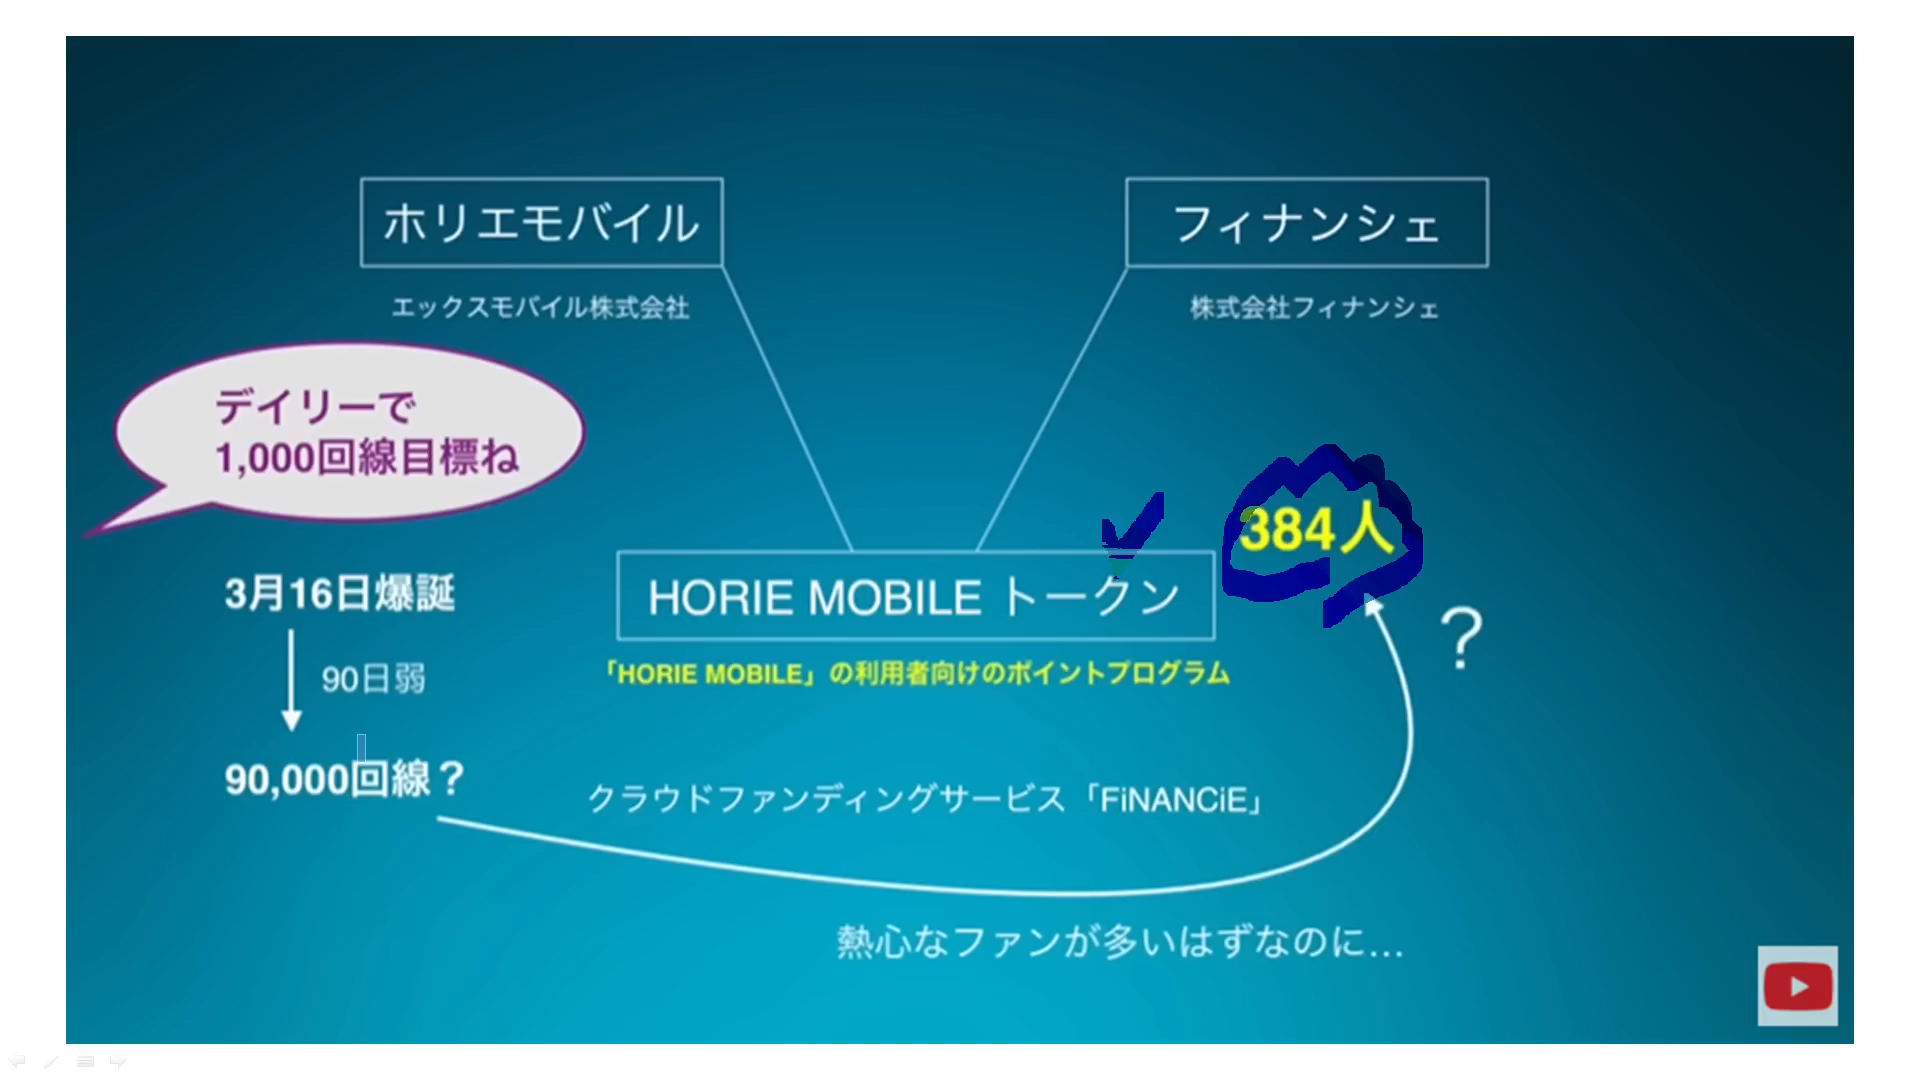 ホリエモバイル
フィナンシェ
エックスモバイル株式会社
株式会社フィナンシェ
デイリーで
1,000回線目標ね
384人
3月16日爆誕
HORIE MOBILE トークン
？
90日弱
「HORIE MOBILE」の利用者向けのポイントプログラム
90,000回線？
クラウドファンディングサービス「FiNANCiE」
熱心なファンが多いはずなのに…